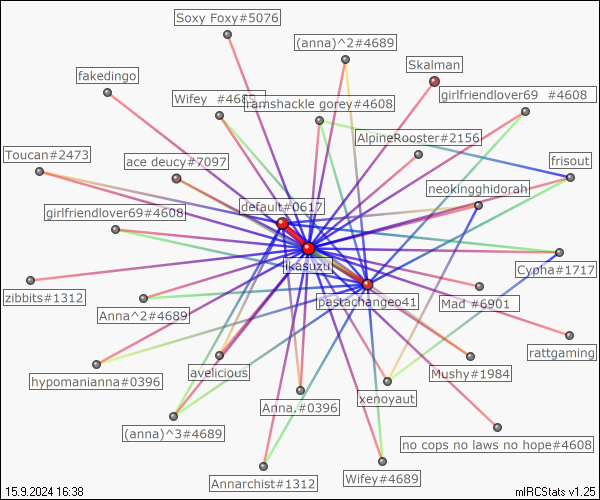 Soxy Foxy#5076
(anna)^2#4689
Skalman
fakedingo
girlfriendlover69 #4608
Wifey #4689
ramshackle gorey#4608
AlpineRooster#2156
Toucan#2473
ace deucy#7097
frisout
neokingghidorah
default#0617
girlfriendlover69#4608
ikasuzu
Cypha#1717
zibbits#1312
pastachangeo41
Mad #6901
Anna^2#4689
rattgaming
avelicious
Mushy#1984
hypomanianna#0396
xenoyaut
Anna.#0396
(anna)^3#4689
no cops no laws no hope#4608
Wifey#4689
Annarchist#1312
15.9.2024 16:38
mIRCStats v1.25